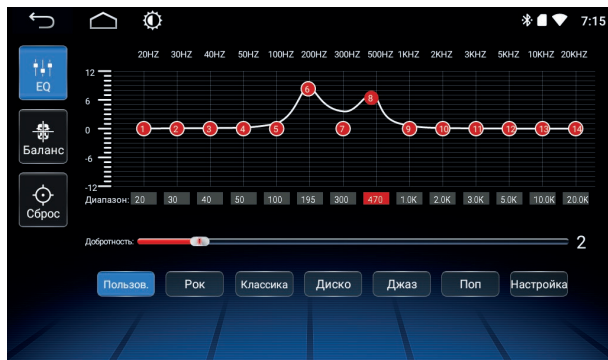 7:15
20HZ 30HZ 40HZ 50HZ 100HZ 200HZ 300HZ 500HZ 1KHZ 2KHZ 3KHZ 5KHZ 10KHZ 20KHZ
EQ
12
6
0
-6
-12
1 2 3 4 5 6 7 8 9 10 11 12 13 14
Баланс
Сброс
Диапазон: 20 30 40 50 100 195 300 470 1.0K 2.0K 3.0K 5.0K 10.0K 20.0K
Добротность: 2
Пользов. Рок Классика Диско Джаз Поп Настройка